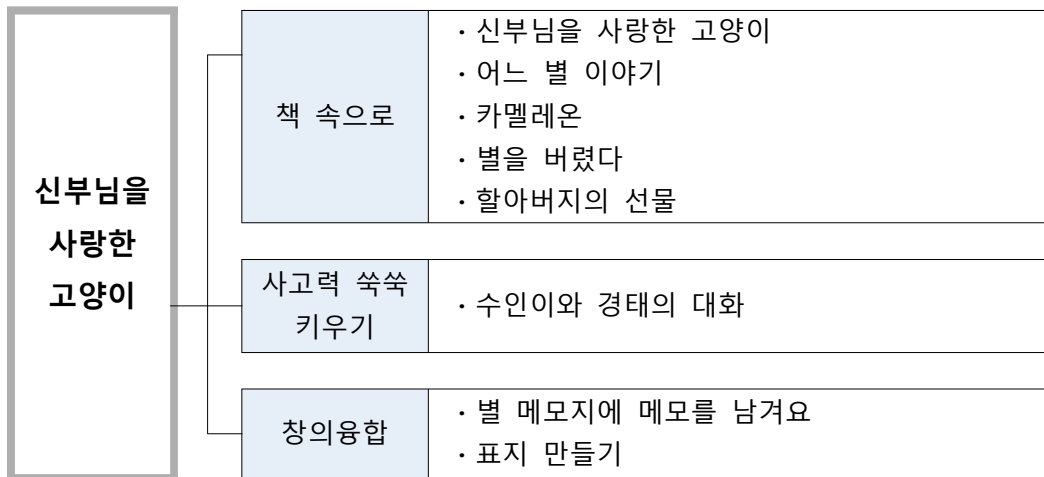 신부님을
사랑한
고양이
책 속으로
· 신부님을 사랑한 고양이
· 어느 별 이야기
· 카멜레온
· 별을 버렸다
· 할아버지의 선물
사고력 쑥쑥
키우기
· 수인이와 경태의 대화
창의융합
· 별 메모지에 메모를 남겨요
· 표지 만들기